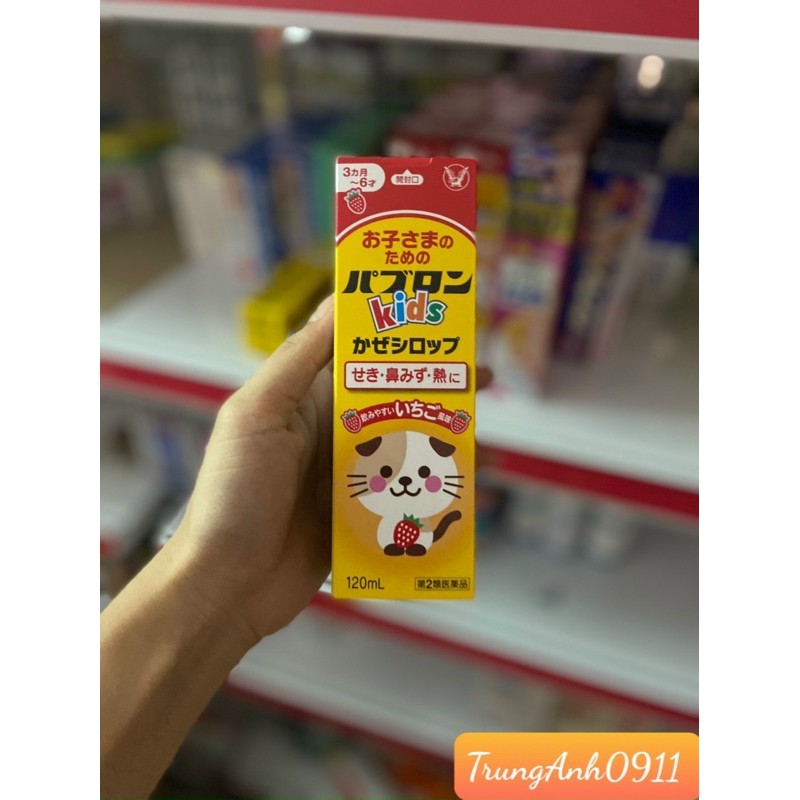 3カ月
～6才
開封口
お子さまの
ための
パブロン
kids
かぜシロップ
せき・鼻みず・熱に
飲みやすいいちご風味
120mL
第2類医薬品
TrungAnh0911